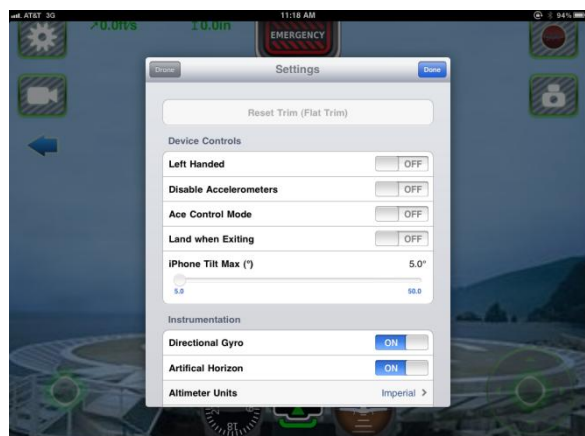 AT&T 3G 11:18 AM 94%
0.0ft/s 0.0in
EMERGENCY
Drone Settings Done
Reset Trim (Flat Trim)
Device Controls
Left Handed OFF
Disable Accelerometers OFF
Ace Control Mode OFF
Land when Exiting OFF
iPhone Tilt Max (°) 5.0°
5.0 50.0
Instrumentation
Directional Gyro ON
Artifical Horizon ON
Altimeter Units Imperial